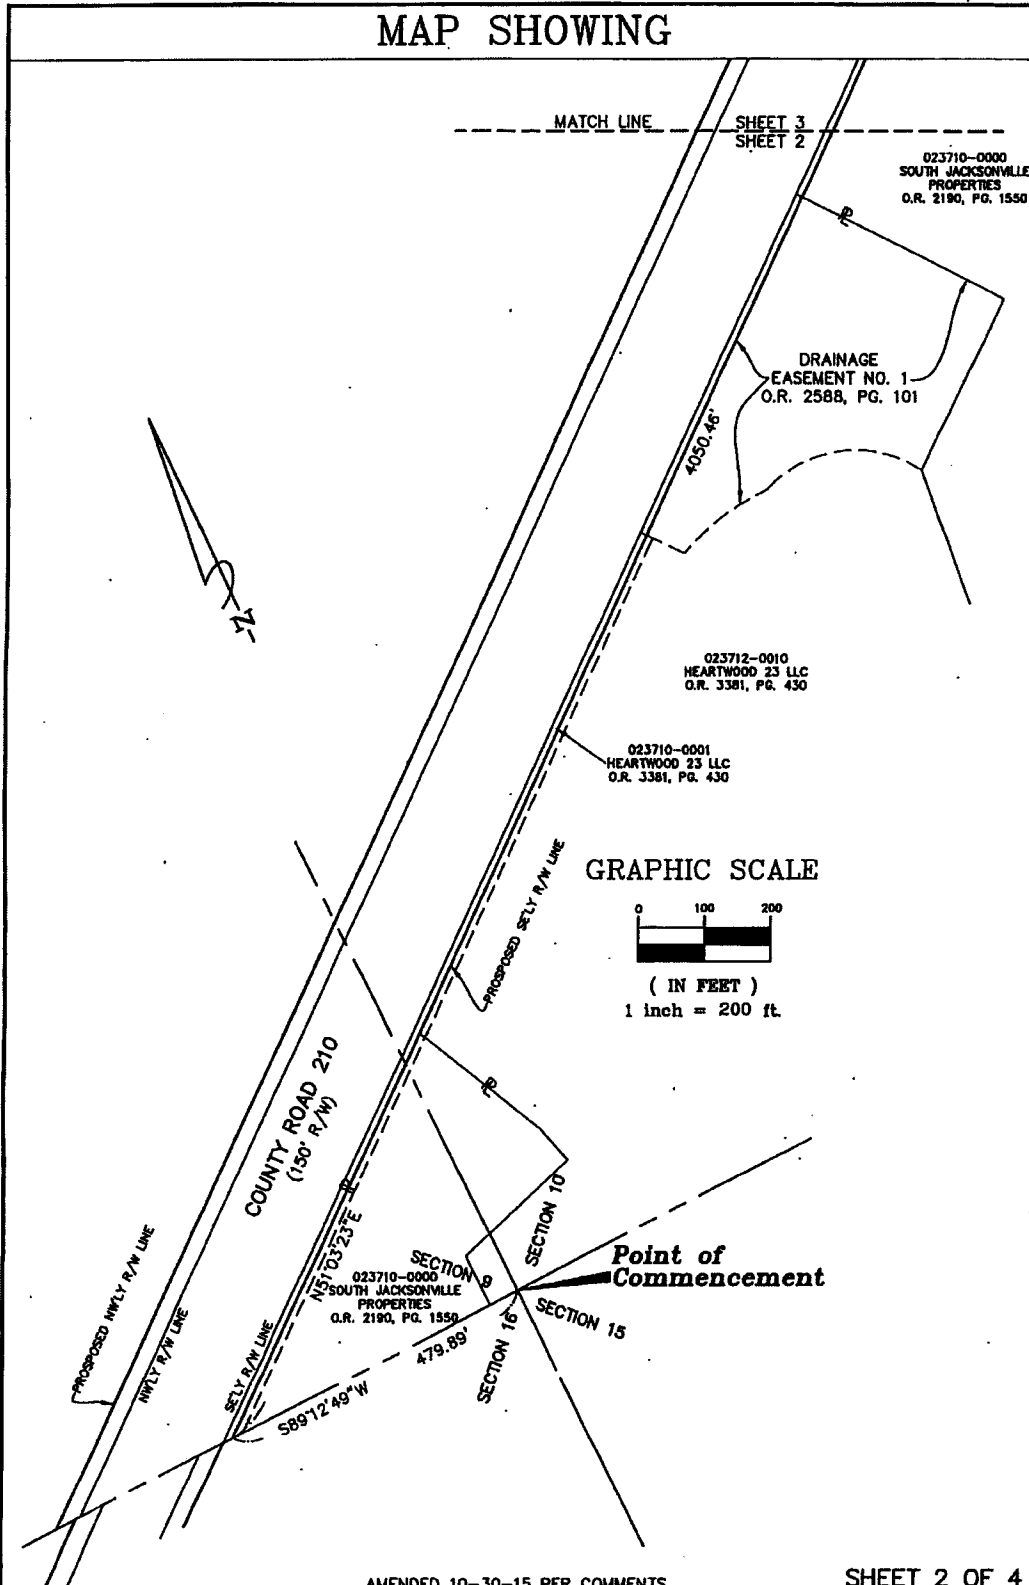 MAP SHOWING
MATCH LINE
SHEET 3
SHEET 2
023710-0000
SOUTH JACKSONVILLE
PROPERTIES
O.R. 2190, PG. 1550
DRAINAGE
EASEMENT NO. 1
O.R. 2588, PG. 101
4050.46'
N
023712-0010
HEARTWOOD 23 LLC
O.R. 3381, PG. 430
023710-0001
HEARTWOOD 23 LLC
O.R. 3381, PG. 430
PROSPOSED SE'LY R/W LINE
GRAPHIC SCALE
0 100 200
( IN FEET )
1 inch = 200 ft.
COUNTY ROAD 210
(150' R/W)
N51°03'23"E
PROSPOSED NW'LY R/W LINE
NW'LY R/W LINE
SE'LY R/W LINE
SECTION 10
SECTION 9
Point of
Commencement
023710-0000
SOUTH JACKSONVILLE
PROPERTIES
O.R. 2190, PG. 1550
SECTION 15
SECTION 16
479.89'
S89°12'49"W
AMENDED 10-30-15 PER COMMENTS
SHEET 2 OF 4